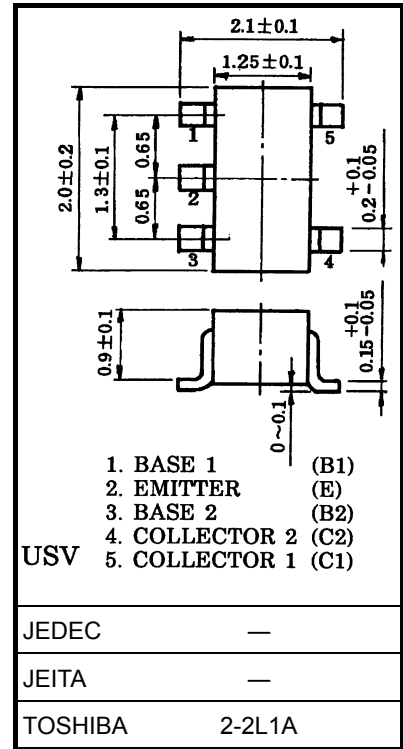 2.1±0.1
1.25±0.1
2.0±0.2
1.3±0.1
0.65
0.65
1
2
3
5
4
+0.1
0.2-0.05
0.9±0.1
+0.1
0.15-0.05
0~0.1
1. BASE 1 (B1)
2. EMITTER (E)
3. BASE 2 (B2)
4. COLLECTOR 2 (C2)
USV 5. COLLECTOR 1 (C1)
JEDEC —
JEITA —
TOSHIBA 2-2L1A